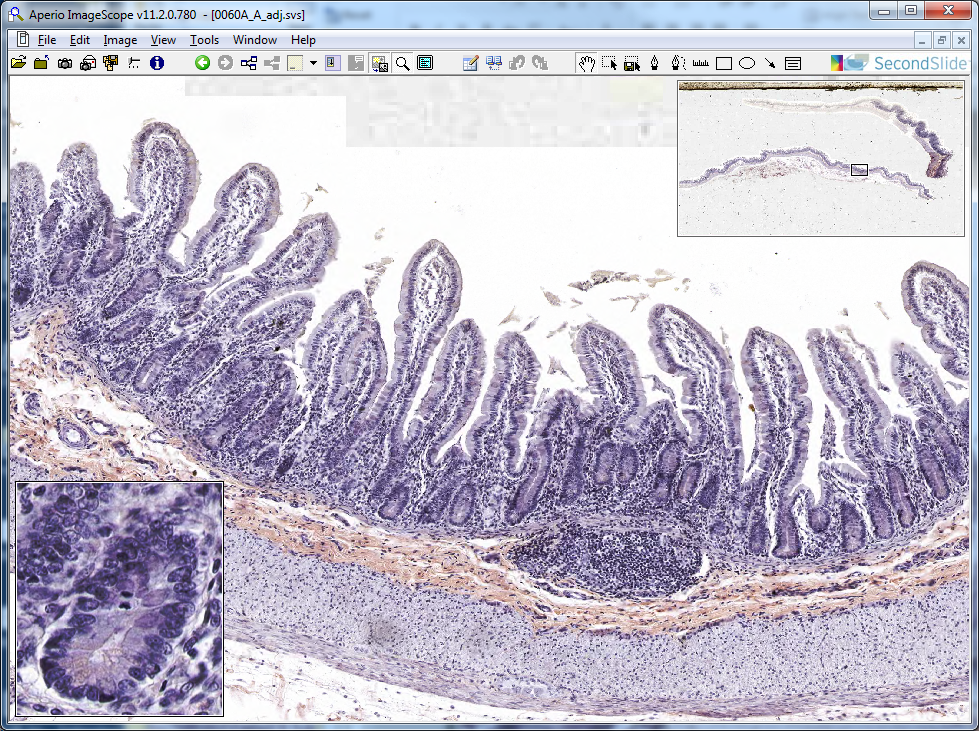 Aperio ImageScope v11.2.0.780 - [0060A_A_adj.svs]
File Edit Image View Tools Window Help
SecondSlide